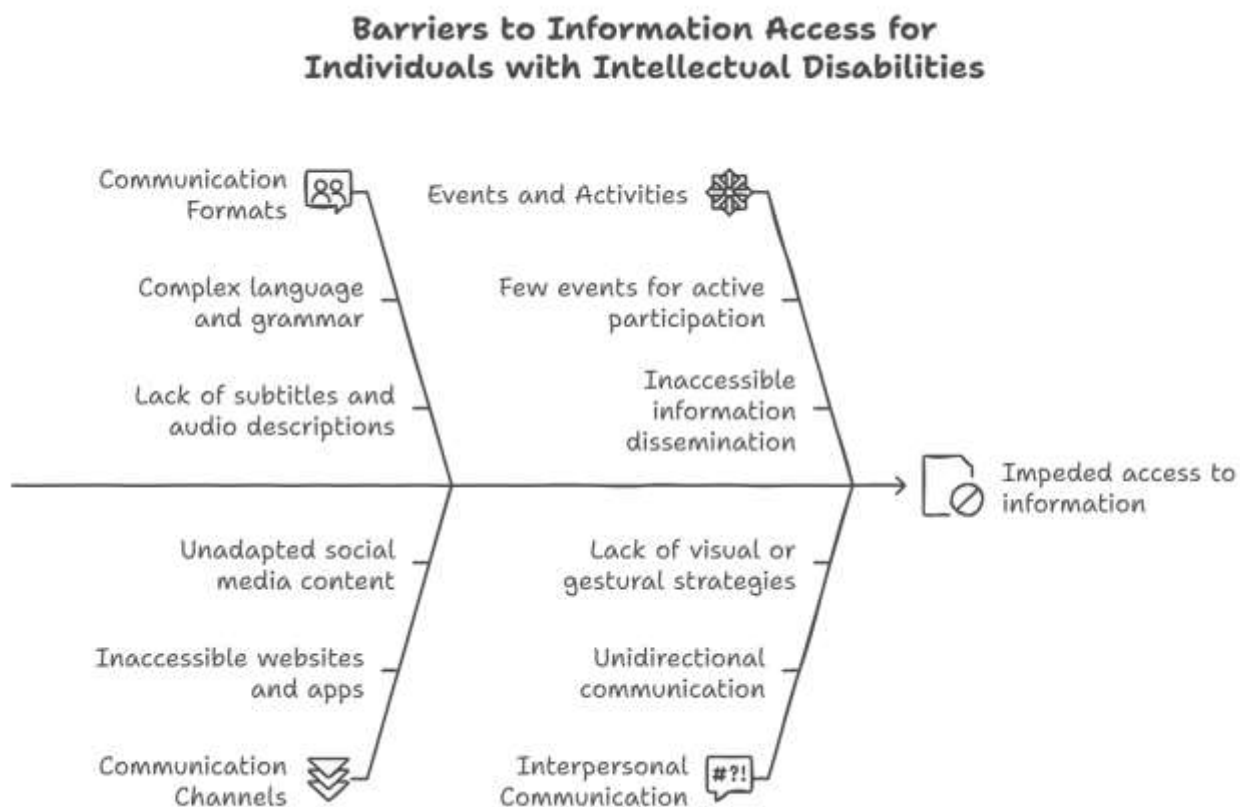 Barriers to Information Access for
Individuals with Intellectual Disabilities
Communication
Formats
Complex language
and grammar
Lack of subtitles and
audio descriptions
Events and Activities
Few events for active
participation
Inaccessible
information
dissemination
Impeded access to
information
Unadapted social
media content
Inaccessible websites
and apps
Communication
Channels
Lack of visual or
gestural strategies
Unidirectional
communication
Interpersonal
Communication
#?!